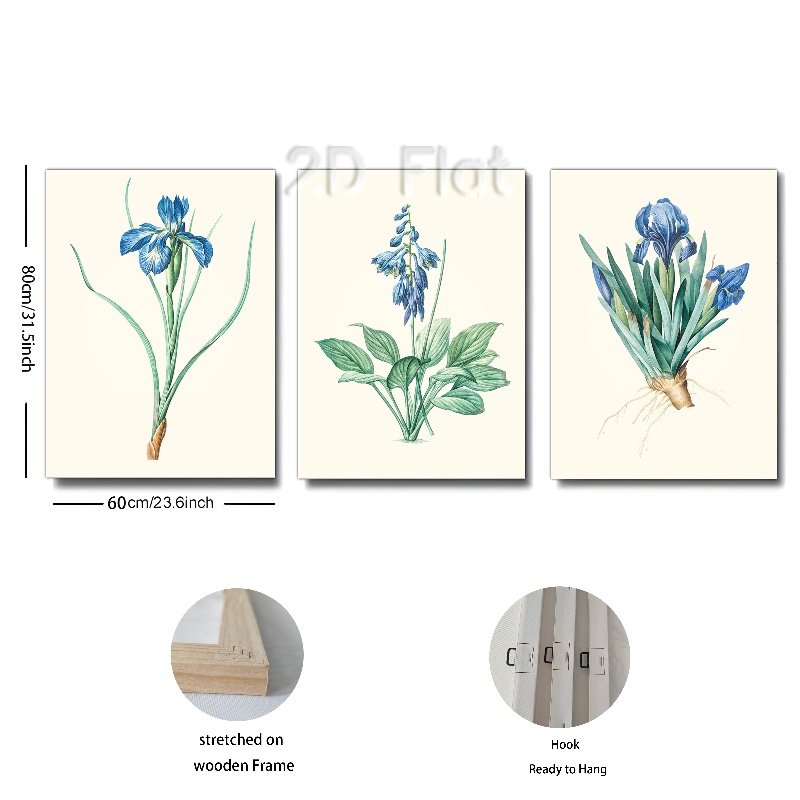 2D Flat
80cm/31.5inch
60cm/23.6inch
stretched on
wooden Frame
Hook
Ready to Hang